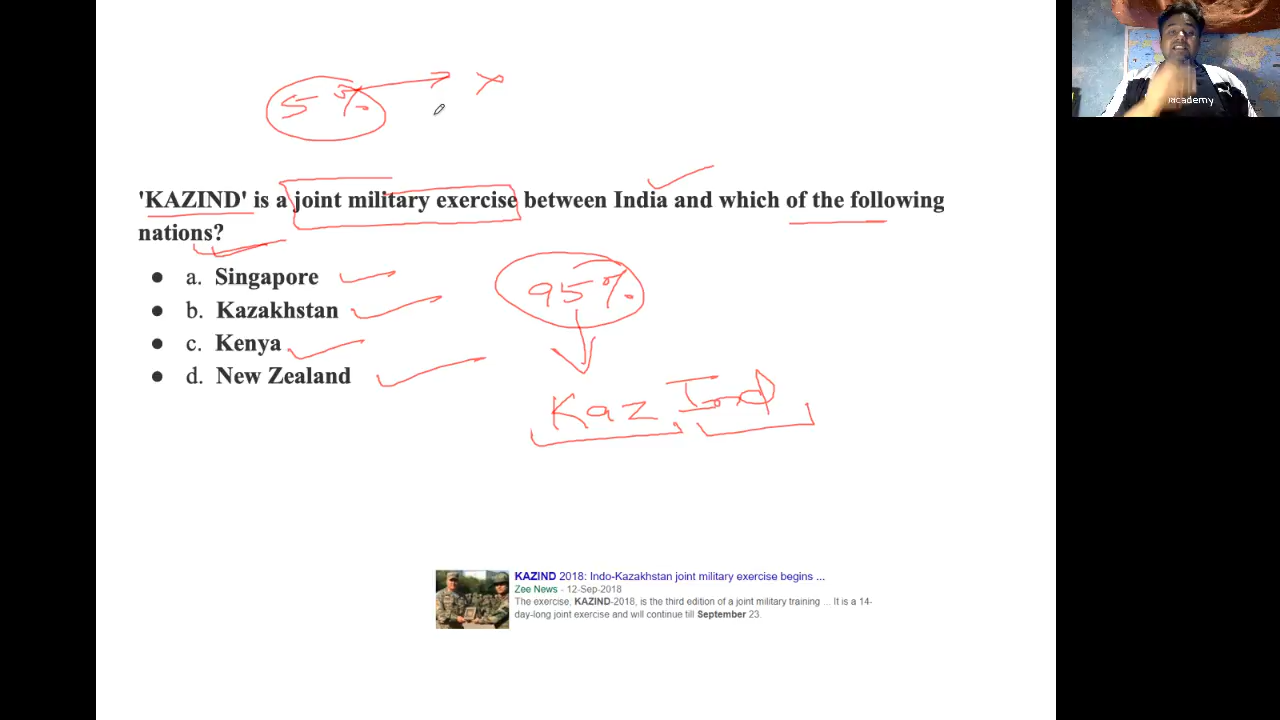 5 % x
'KAZIND' is a joint military exercise between India and which of the following
nations?
• a. Singapore
• b. Kazakhstan
• c. Kenya
• d. New Zealand
95%
Kaz Ind
KAZIND 2018: Indo-Kazakhstan joint military exercise begins ...
Zee News - 12-Sep-2018
The exercise, KAZIND-2018, is the third edition of a joint military training ... It is a 14-
day-long joint exercise and will continue till September 23.
academy